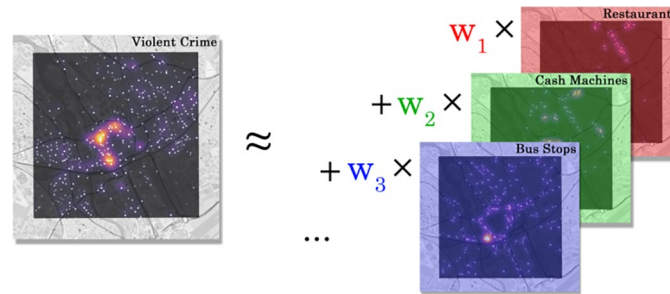 Violent Crime
≈
w1 × Restaurant
+ w2 × Cash Machines
+ w3 × Bus Stops
...